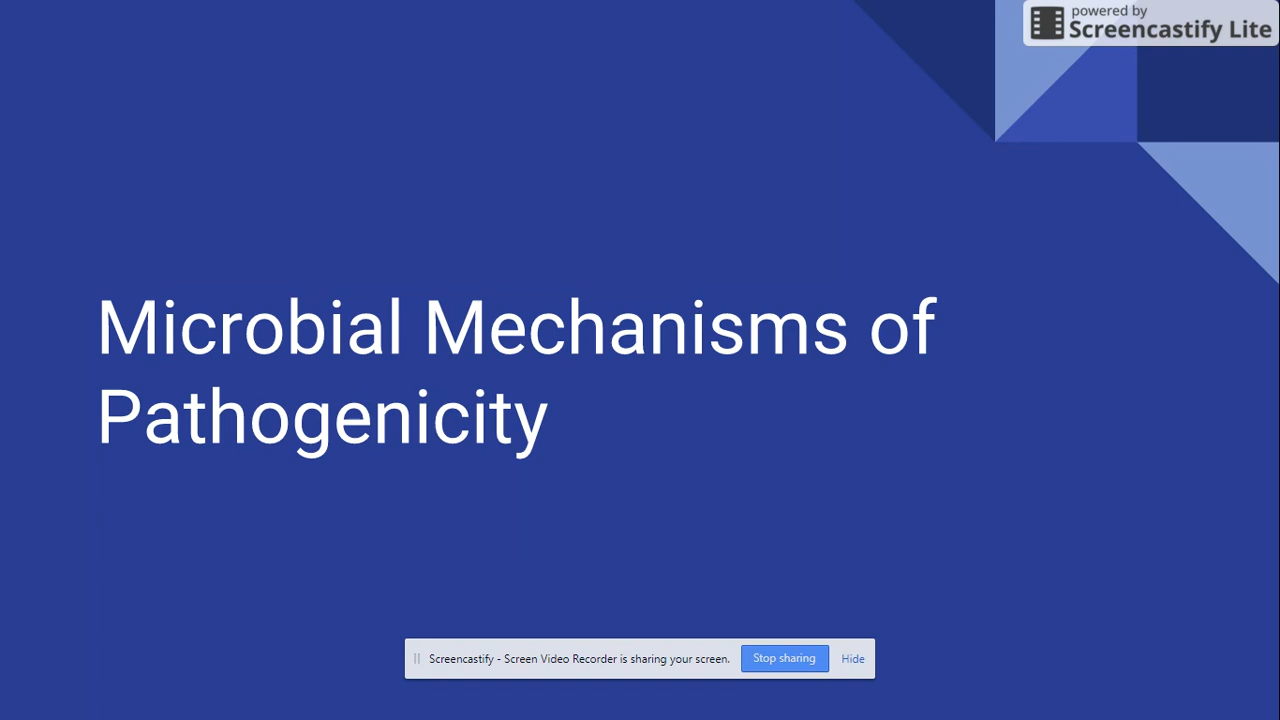 powered by
Screencastify Lite
Microbial Mechanisms of
Pathogenicity
Screencastify - Screen Video Recorder is sharing your screen. Stop sharing Hide